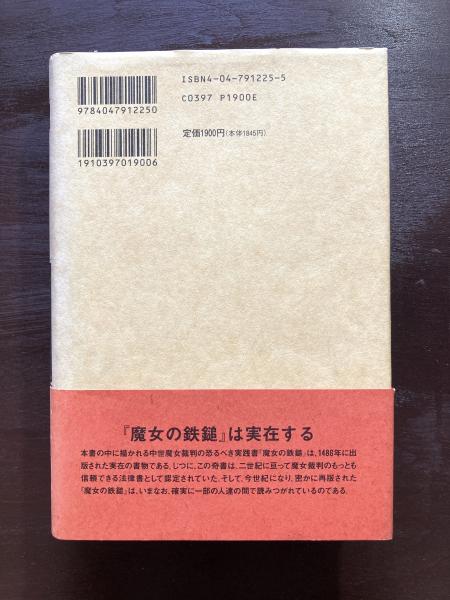 ISBN4-04-791225-5
C0397 P1900E
9784047912250
定価1900円(本体1845円)
1910397019006
『魔女の鉄鎚』は実在する
本書の中に描かれる中世魔女裁判の恐るべき実践書『魔女の鉄鎚』は、1486年に出
版された実在の書物である。じつに、この奇書は、二世紀に亘って魔女裁判のもっとも
信頼できる法律書として認定されていた。そして、今世紀になり、密かに再版された
『魔女の鉄鎚』は、いまなお、確実に一部の人達の間で読みつがれているのである。